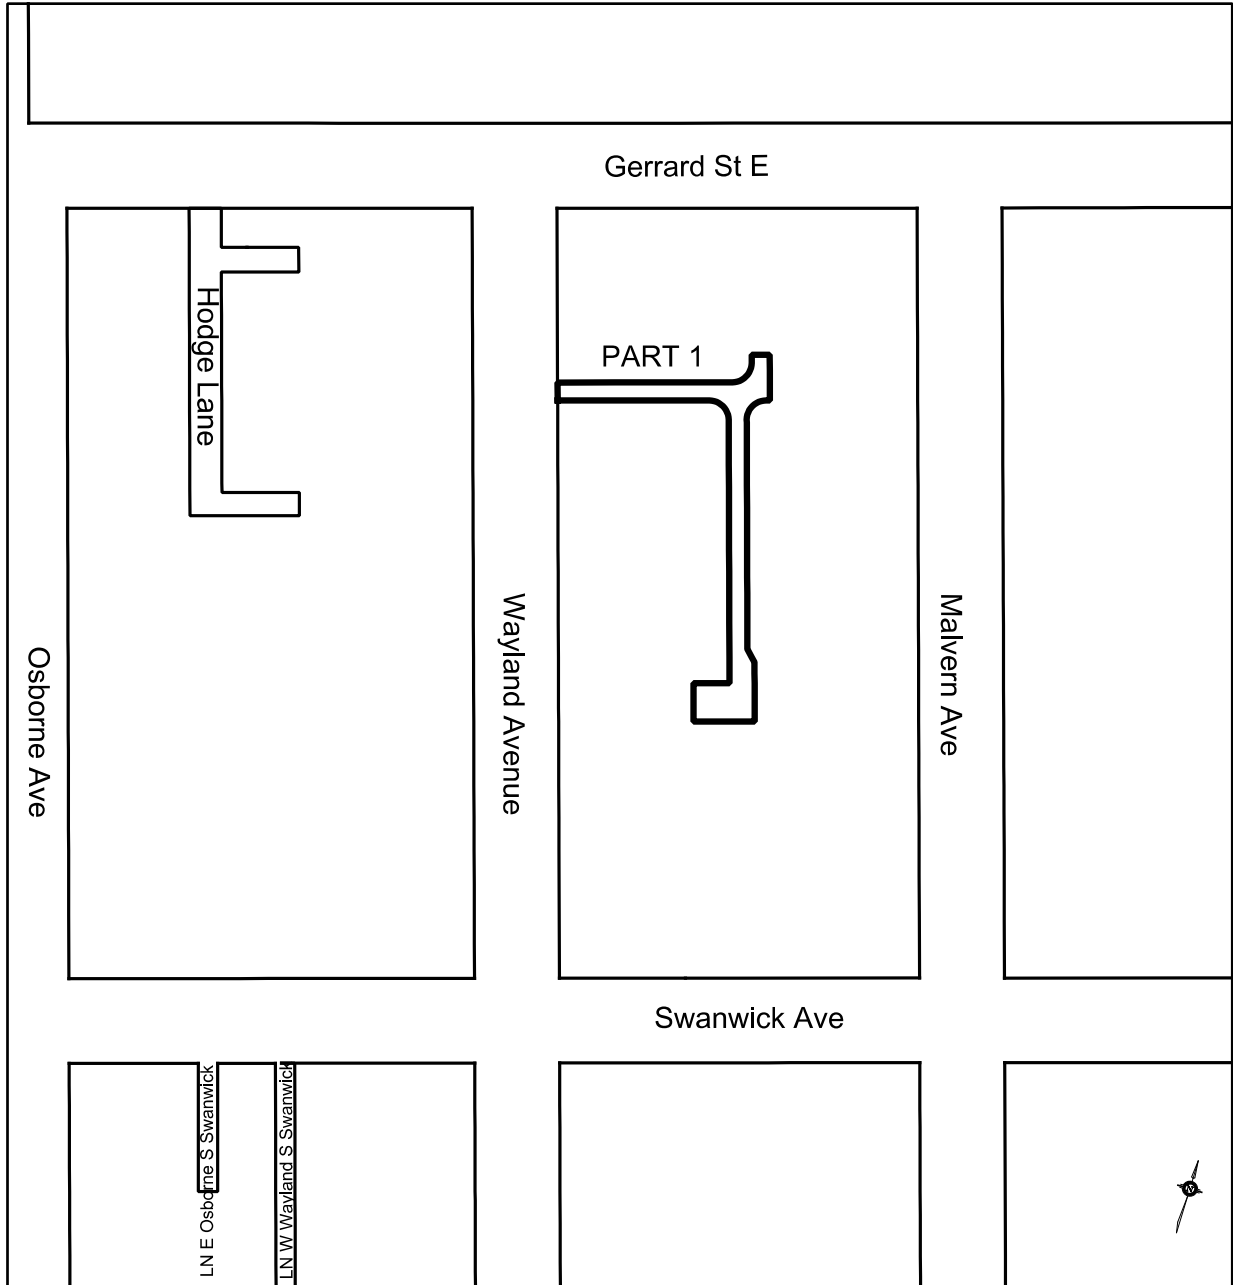 Gerrard St E
PART 1
Hodge Lane
Osborne Ave
Wayland Avenue
Malvern Ave
Swanwick Ave
LN E Osborne S Swanwick
LN W Wayland S Swanwick
N